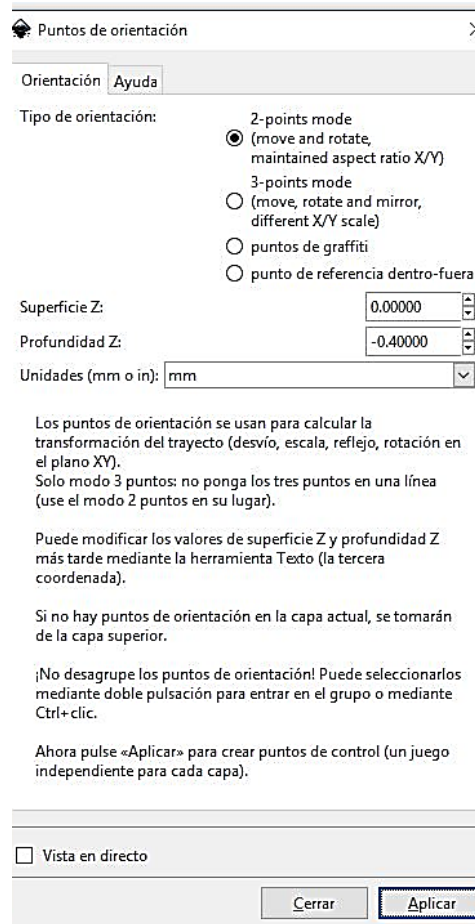 Puntos de orientación
Orientación Ayuda
Tipo de orientación:
2-points mode
(move and rotate,
maintained aspect ratio X/Y)
3-points mode
(move, rotate and mirror,
different X/Y scale)
puntos de graffiti
punto de referencia dentro-fuera
Superficie Z: 0.00000
Profundidad Z: -0.40000
Unidades (mm o in): mm
Los puntos de orientación se usan para calcular la
transformación del trayecto (desvío, escala, reflejo, rotación en
el plano XY).
Solo modo 3 puntos: no ponga los tres puntos en una línea
(use el modo 2 puntos en su lugar).
Puede modificar los valores de superficie Z y profundidad Z
más tarde mediante la herramienta Texto (la tercera
coordenada).
Si no hay puntos de orientación en la capa actual, se tomarán
de la capa superior.
¡No desagrupe los puntos de orientación! Puede seleccionarlos
mediante doble pulsación para entrar en el grupo o mediante
Ctrl+clic.
Ahora pulse «Aplicar» para crear puntos de control (un juego
independiente para cada capa).
Vista en directo
Cerrar Aplicar